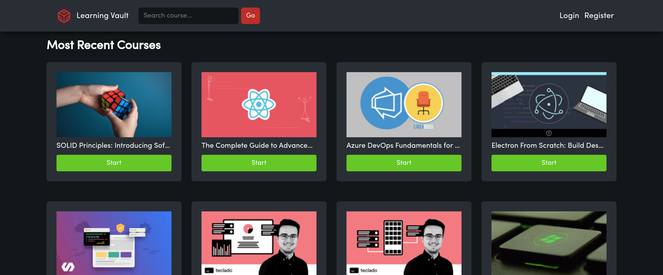 Learning Vault
Search course...
Go
Login
Register
Most Recent Courses
SOLID Principles: Introducing Sof...
The Complete Guide to Advance...
Azure DevOps Fundamentals for ...
Electron From Scratch: Build Des...
Start
Start
Start
Start
teclado
teclado